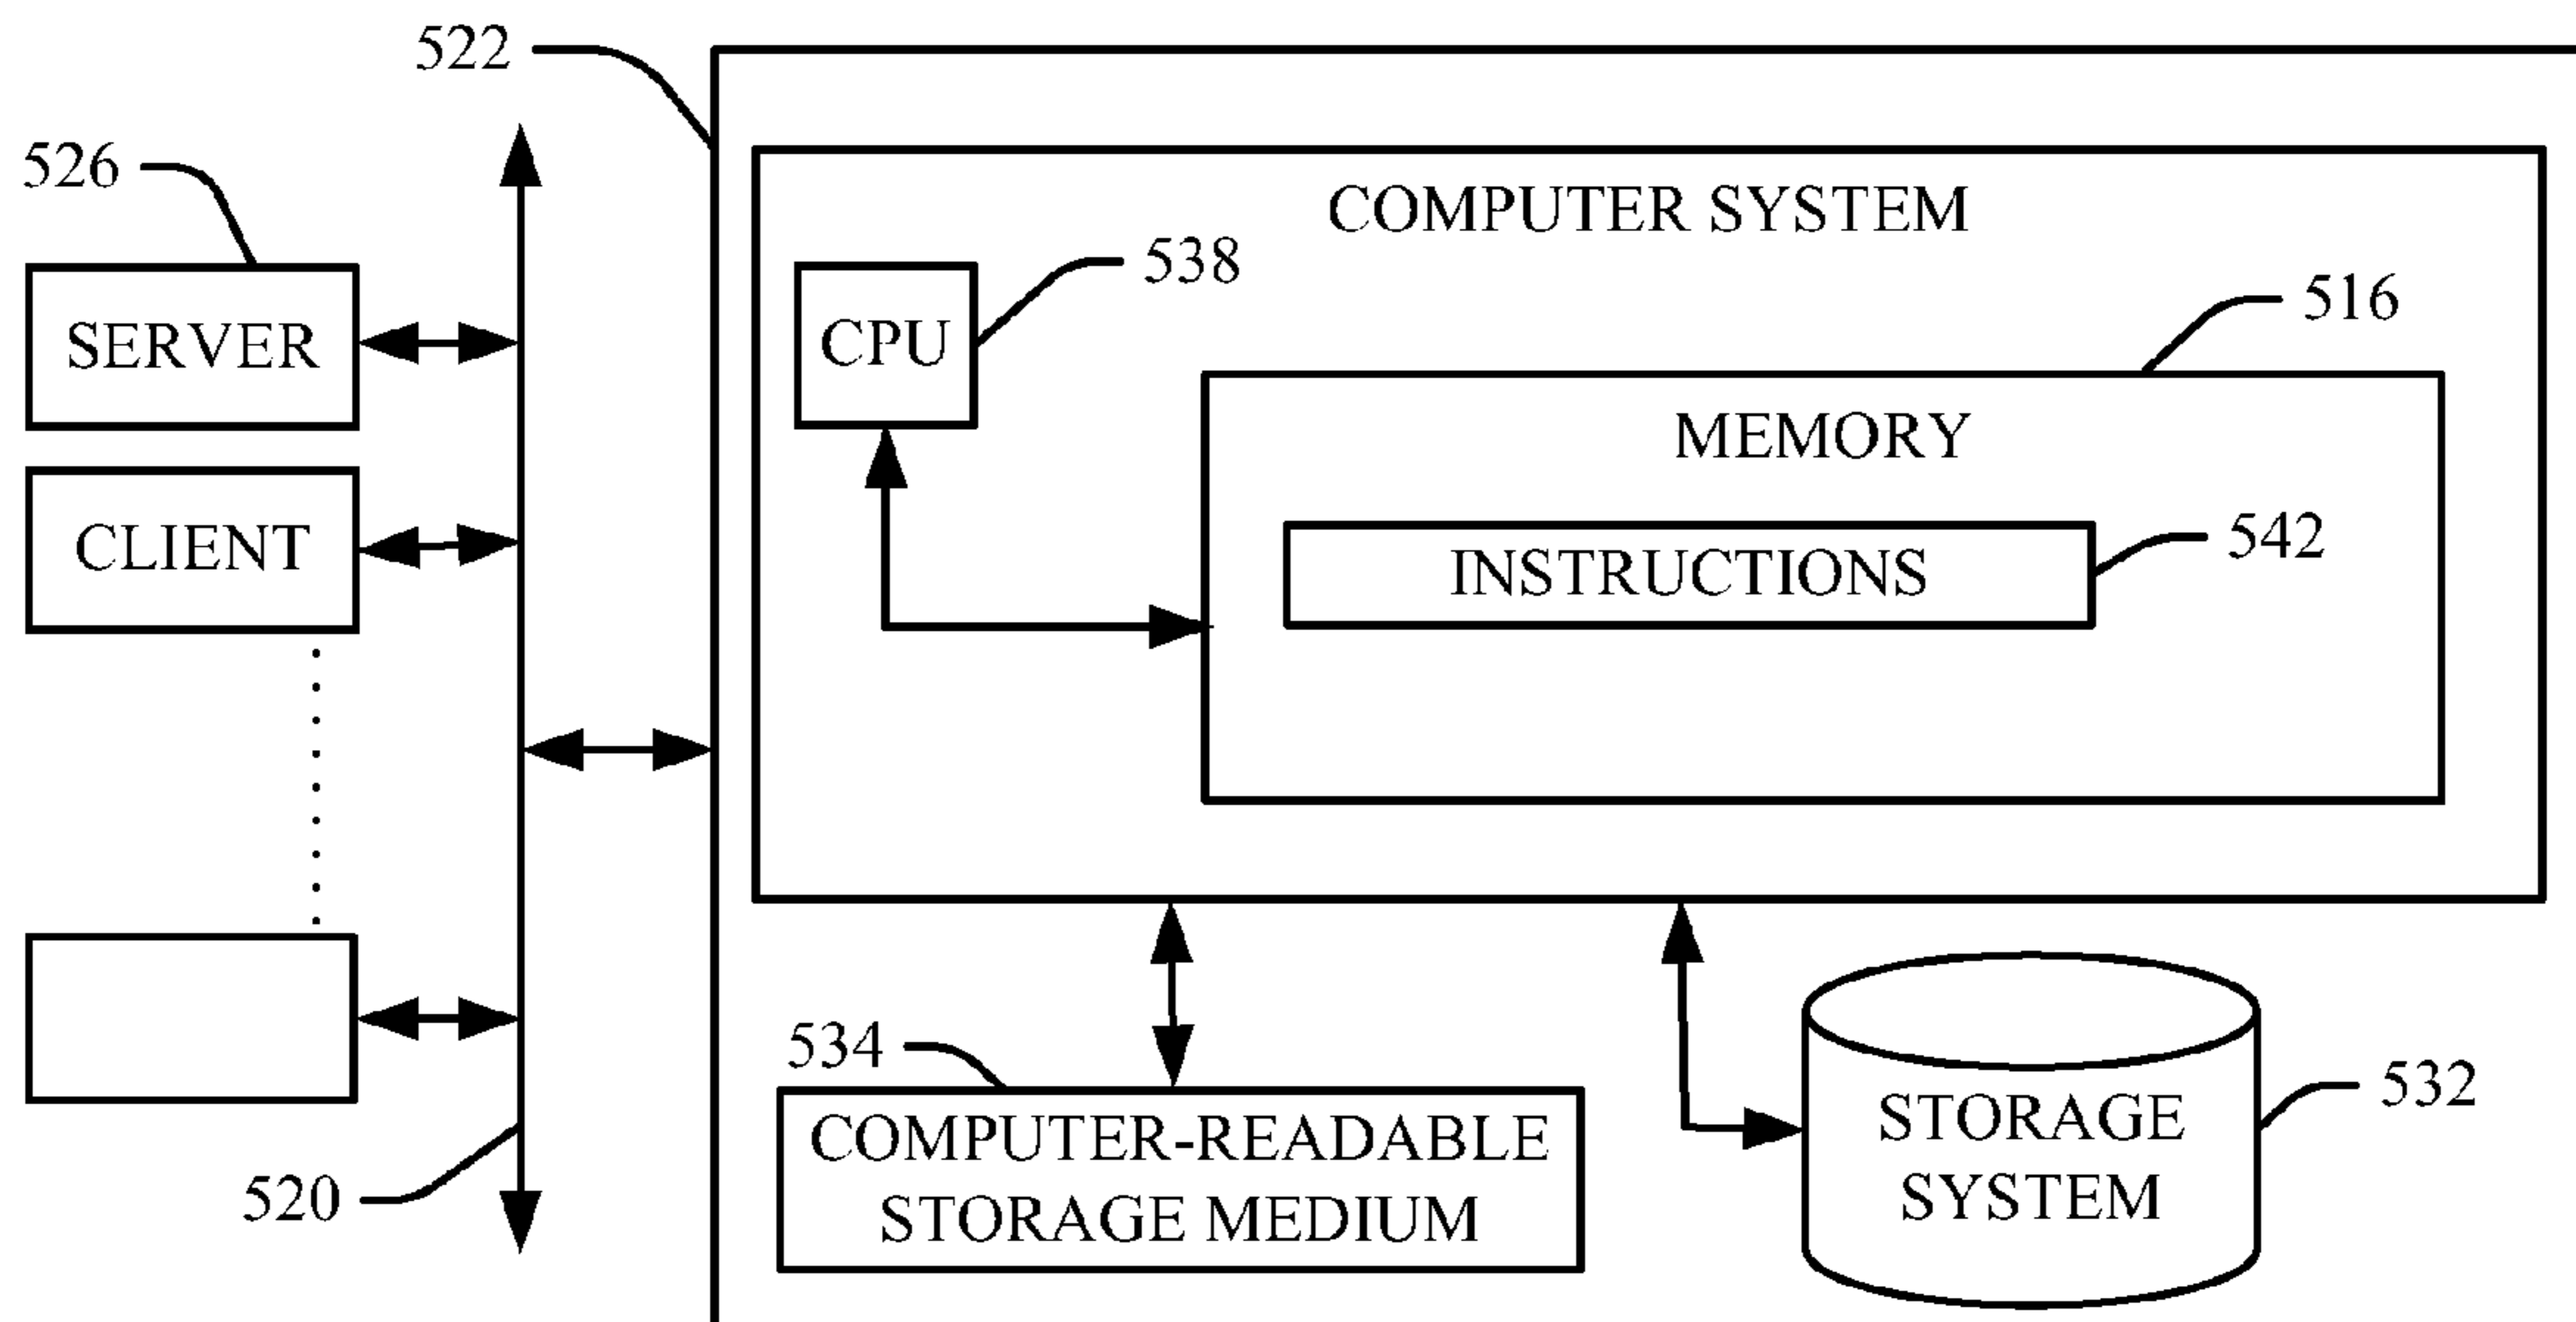 522
526
COMPUTER SYSTEM
538
516
SERVER
CPU
MEMORY
CLIENT
INSTRUCTIONS
542
534
532
COMPUTER-READABLE
STORAGE MEDIUM
STORAGE
SYSTEM
520